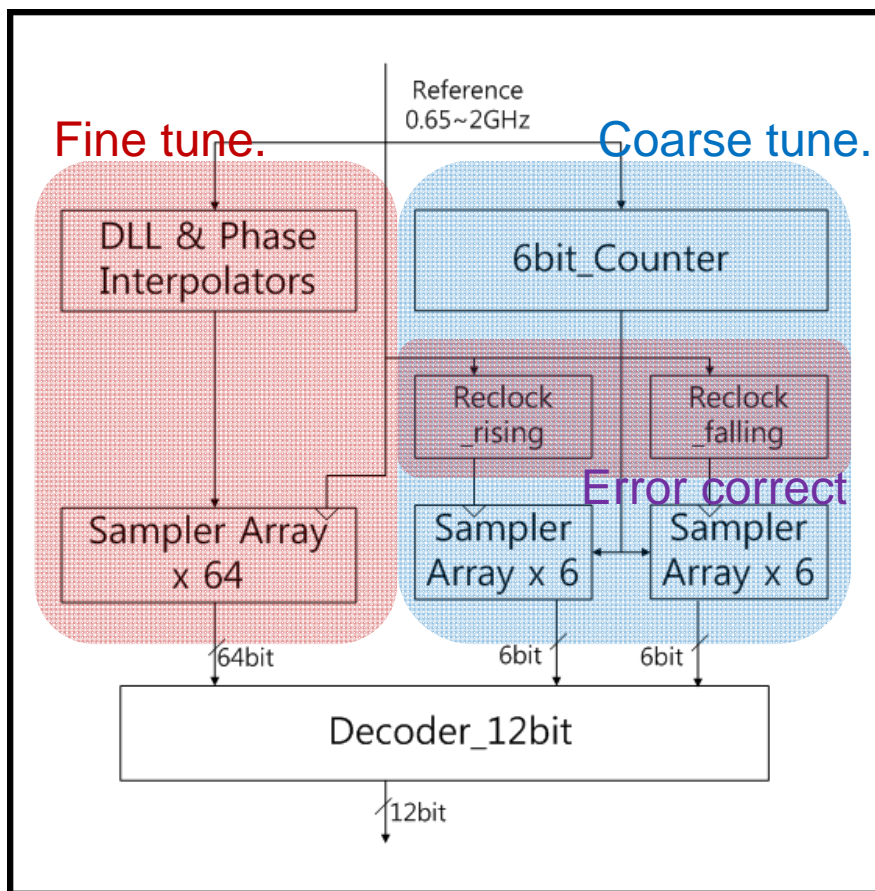 Reference
0.65~2GHz
Fine tune.
Coarse tune.
DLL & Phase
Interpolators
6bit_Counter
Reclock
_rising
Reclock
_falling
Error correct
Sampler Array
x 64
Sampler
Array x 6
Sampler
Array x 6
64bit
6bit
6bit
Decoder_12bit
12bit